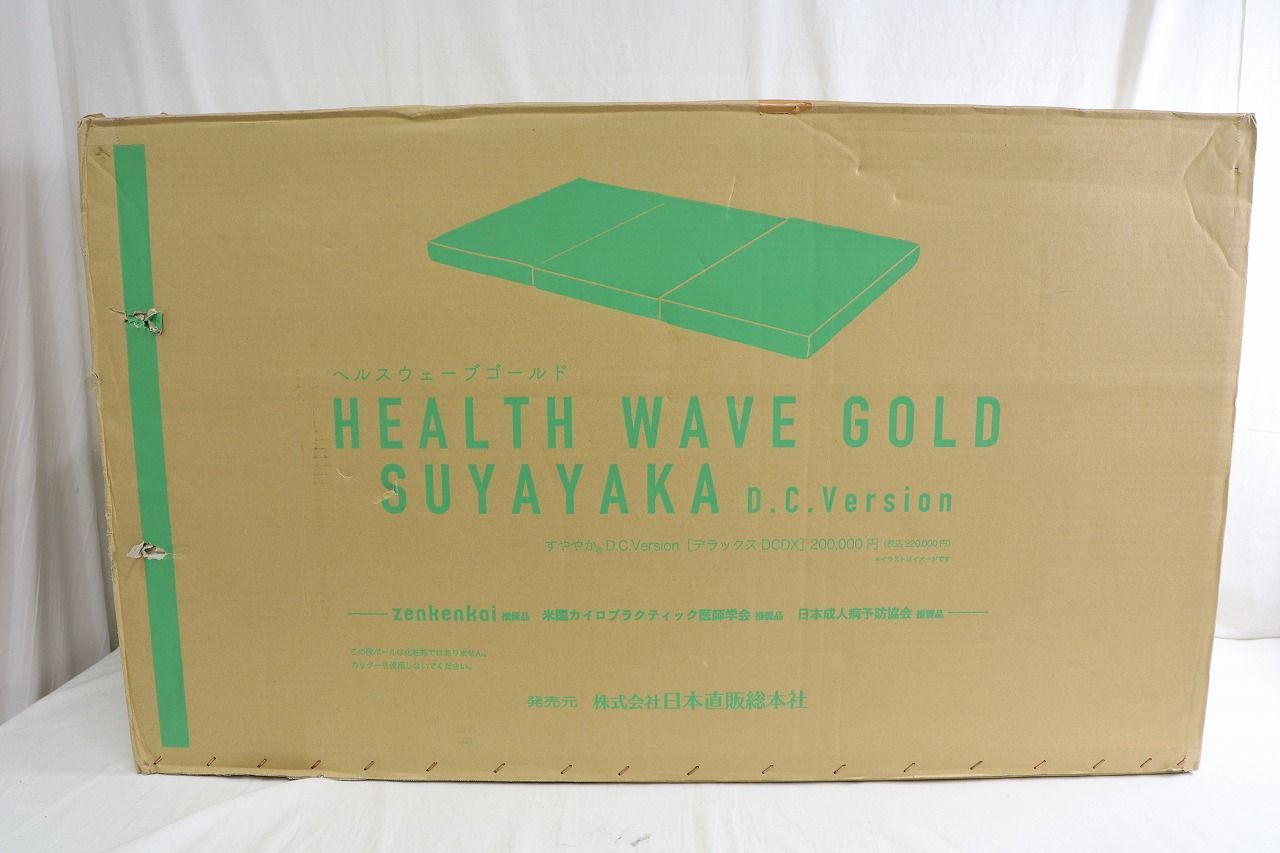 ヘルスウェーブゴールド
HEALTH WAVE GOLD
SUYAYAKA D.C.Version
すややか® D.C.Version［デラックス DCDX］200,000 円（税込 220,000 円）
＊イラストはイメージです
zenkenkai 推奨品 米国カイロプラクティック医師学会 推奨品 日本成人病予防協会 推奨品
この段ボールは化粧箱ではありません。
カッターを使用しないでください。
発売元 株式会社日本直販総本社